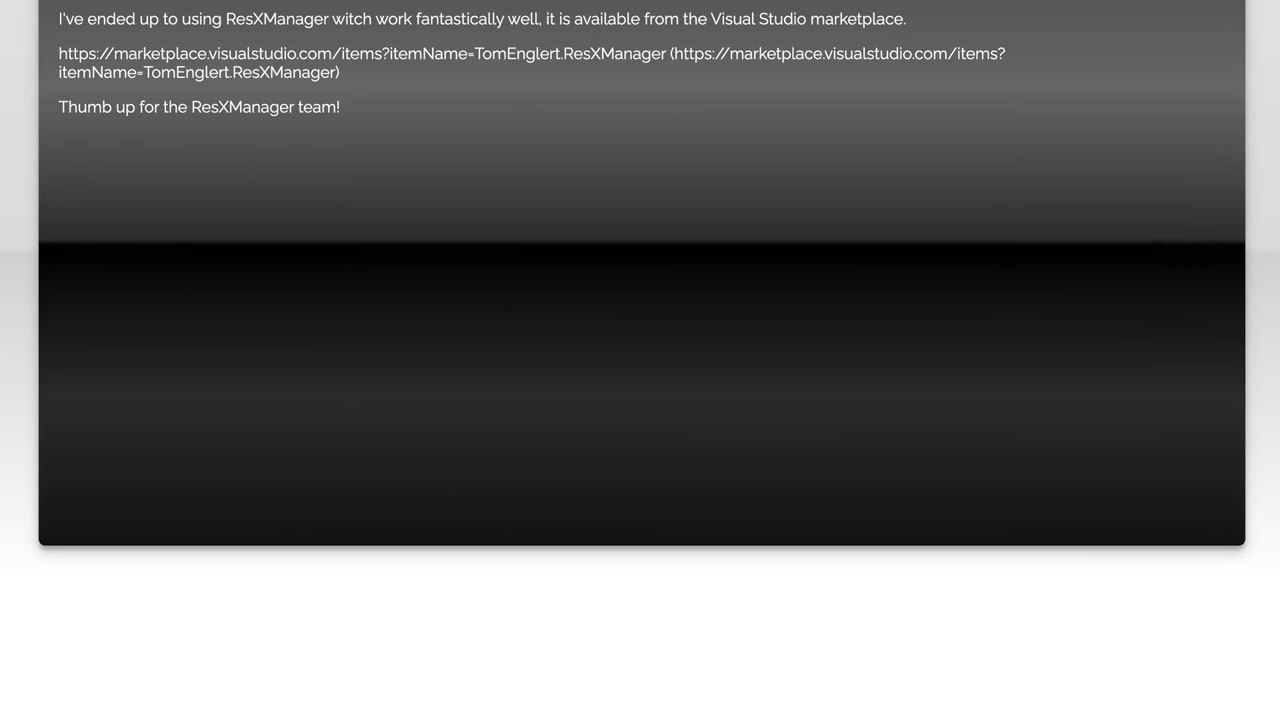 I've ended up to using ResXManager witch work fantastically well, it is available from the Visual Studio marketplace.
https://marketplace.visualstudio.com/items?itemName=TomEnglert.ResXManager (https://marketplace.visualstudio.com/items?
itemName=TomEnglert.ResXManager)
Thumb up for the ResXManager team!